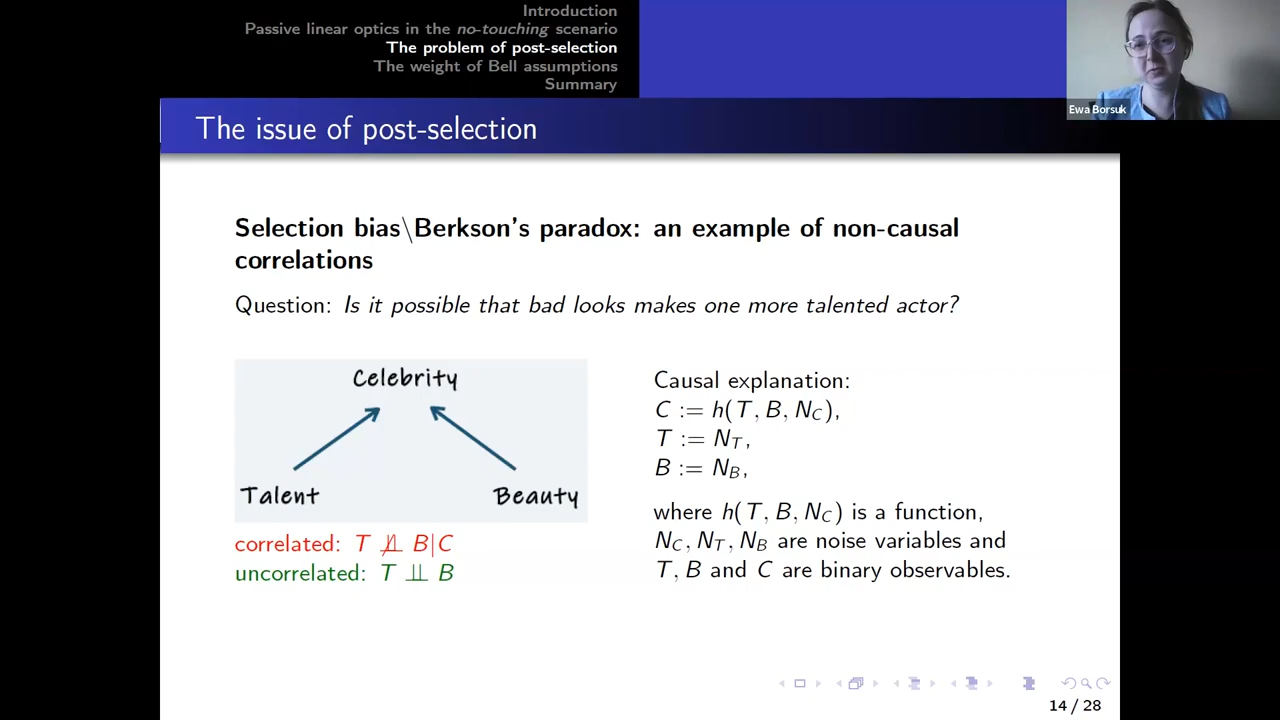 Introduction
Passive linear optics in the no-touching scenario
The problem of post-selection
The weight of Bell assumptions
Summary
Ewa Borsuk
The issue of post-selection
Selection bias\Berkson's paradox: an example of non-causal
correlations
Question: Is it possible that bad looks makes one more talented actor?
Celebrity
Talent
Beauty
correlated: T ⫫̸ B|C
uncorrelated: T ⫫ B
Causal explanation:
C := h(T, B, N_C),
T := N_T,
B := N_B,
where h(T, B, N_C) is a function,
N_C, N_T, N_B are noise variables and
T, B and C are binary observables.
14 / 28